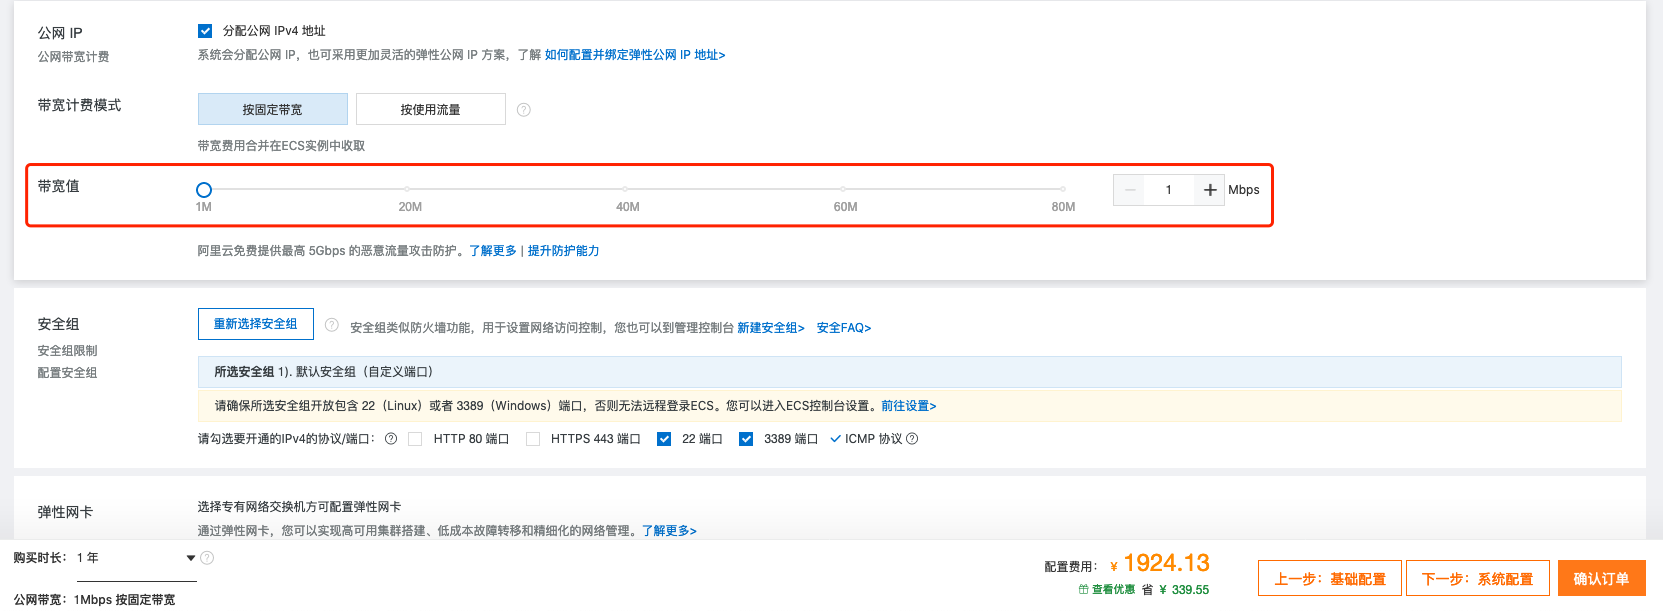 公网 IP
公网带宽计费
分配公网 IPv4 地址
系统会分配公网 IP，也可采用更加灵活的弹性公网 IP 方案，了解 如何配置并绑定弹性公网 IP 地址>
带宽计费模式
按固定带宽 按使用流量 ?
带宽费用合并在ECS实例中收取
带宽值
1M 20M 40M 60M 80M
− 1 + Mbps
阿里云免费提供最高 5Gbps 的恶意流量攻击防护。了解更多 | 提升防护能力
安全组
安全组限制
配置安全组
重新选择安全组 ? 安全组类似防火墙功能，用于设置网络访问控制，您也可以到管理控制台 新建安全组> 安全FAQ>
所选安全组 1). 默认安全组（自定义端口）
请确保所选安全组开放包含 22（Linux）或者 3389（Windows）端口，否则无法远程登录ECS。您可以进入ECS控制台设置。前往设置>
请勾选要开通的IPv4的协议/端口： ? HTTP 80 端口 HTTPS 443 端口 22 端口 3389 端口 ICMP 协议 ?
弹性网卡
选择专有网络交换机方可配置弹性网卡
通过弹性网卡，您可以实现高可用集群搭建、低成本故障转移和精细化的网络管理。了解更多>
购买时长： 1 年 ?
公网带宽： 1Mbps 按固定带宽
配置费用： ¥ 1924.13
查看优惠 省 ¥ 339.55
上一步：基础配置
下一步：系统配置
确认订单